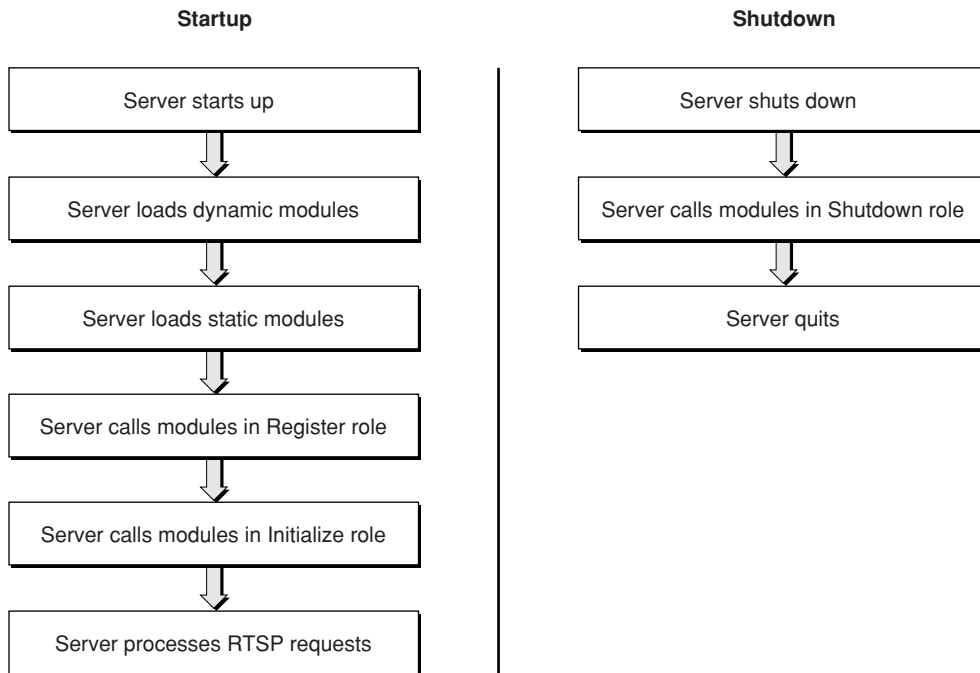 Startup
Server starts up
Server loads dynamic modules
Server loads static modules
Server calls modules in Register role
Server calls modules in Initialize role
Server processes RTSP requests
Shutdown
Server shuts down
Server calls modules in Shutdown role
Server quits